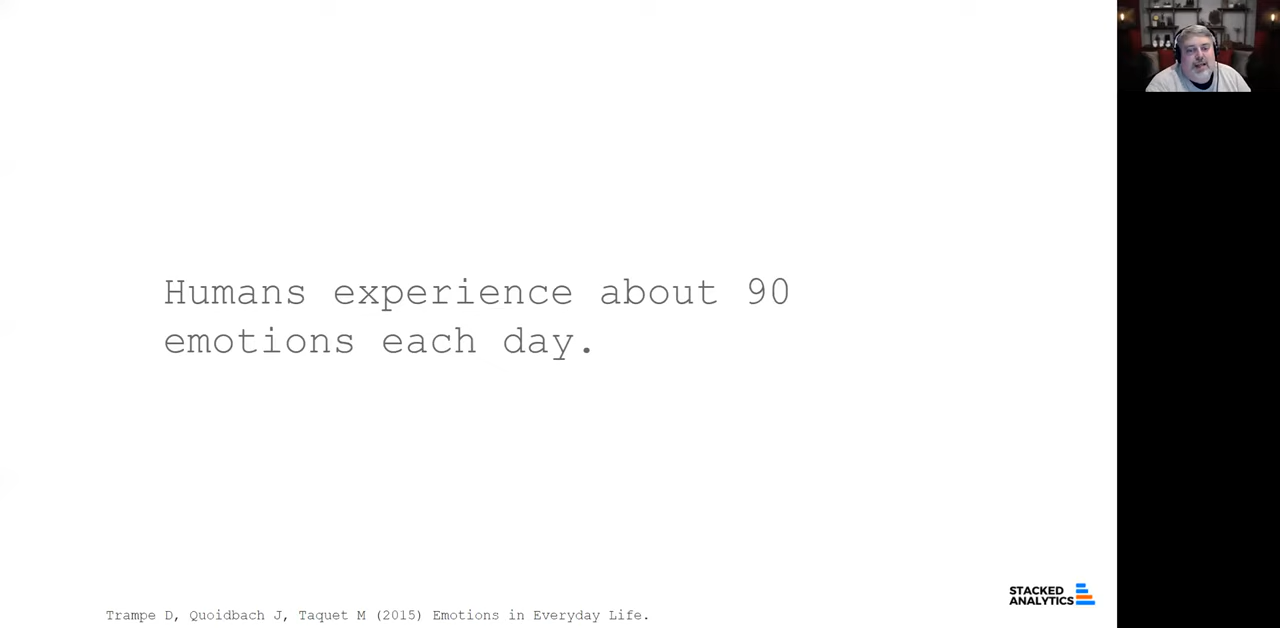 Humans experience about 90
emotions each day.
STACKED
ANALYTICS
Trampe D, Quoidbach J, Taquet M (2015) Emotions in Everyday Life.